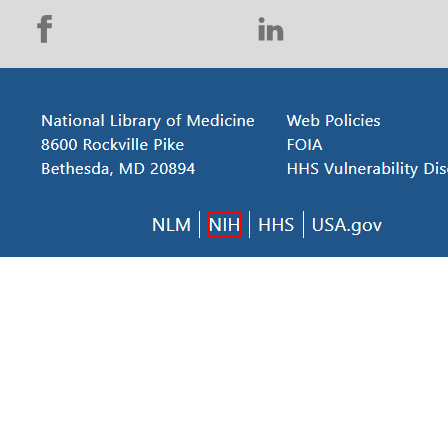 National Library of Medicine
8600 Rockville Pike
Bethesda, MD 20894
Web Policies
FOIA
HHS Vulnerability Dis
NLM NIH HHS USA.gov